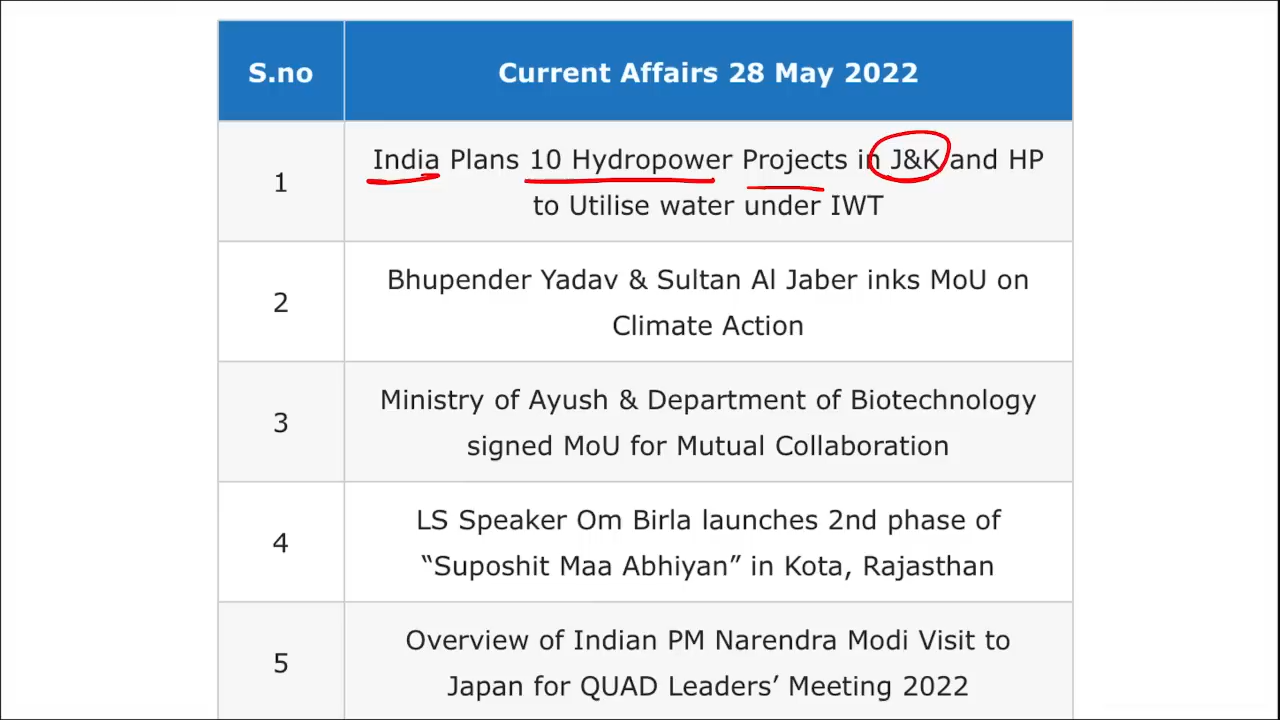 S.no Current Affairs 28 May 2022
1 India Plans 10 Hydropower Projects in J&K and HP
to Utilise water under IWT
2 Bhupender Yadav & Sultan Al Jaber inks MoU on
Climate Action
3 Ministry of Ayush & Department of Biotechnology
signed MoU for Mutual Collaboration
4 LS Speaker Om Birla launches 2nd phase of
“Suposhit Maa Abhiyan” in Kota, Rajasthan
5 Overview of Indian PM Narendra Modi Visit to
Japan for QUAD Leaders’ Meeting 2022